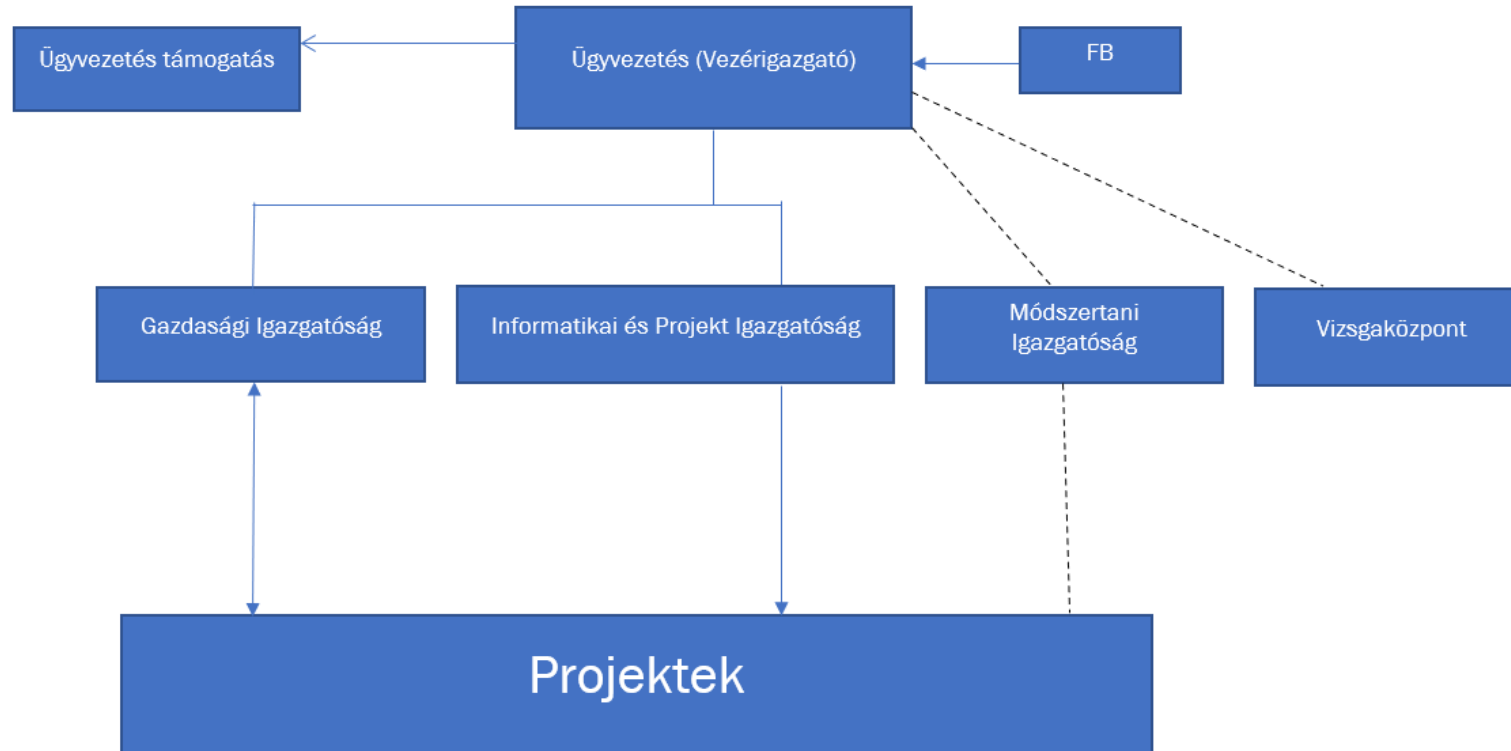 Ügyvezetés támogatás
Ügyvezetés (Vezérigazgató)
FB
Gazdasági Igazgatóság
Informatikai és Projekt Igazgatóság
Módszertani
Igazgatóság
Vizsgaközpont
Projektek